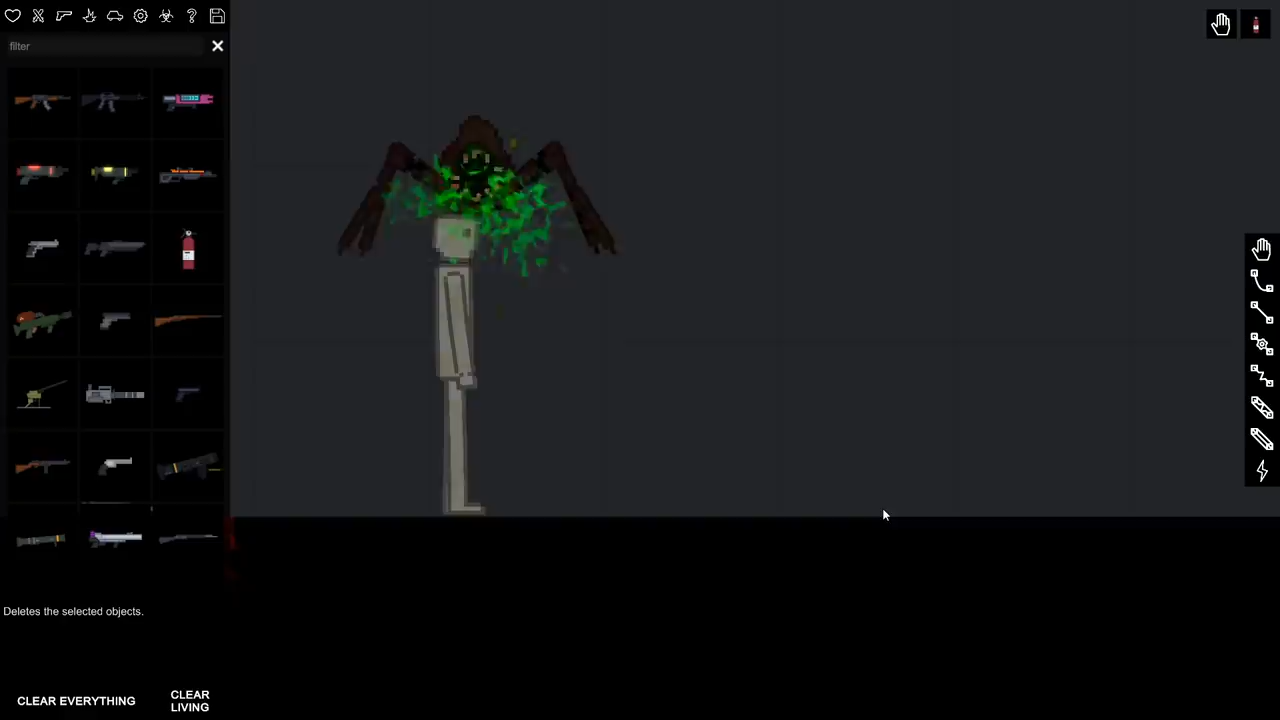 filter
Deletes the selected objects.
CLEAR EVERYTHING
CLEAR
LIVING